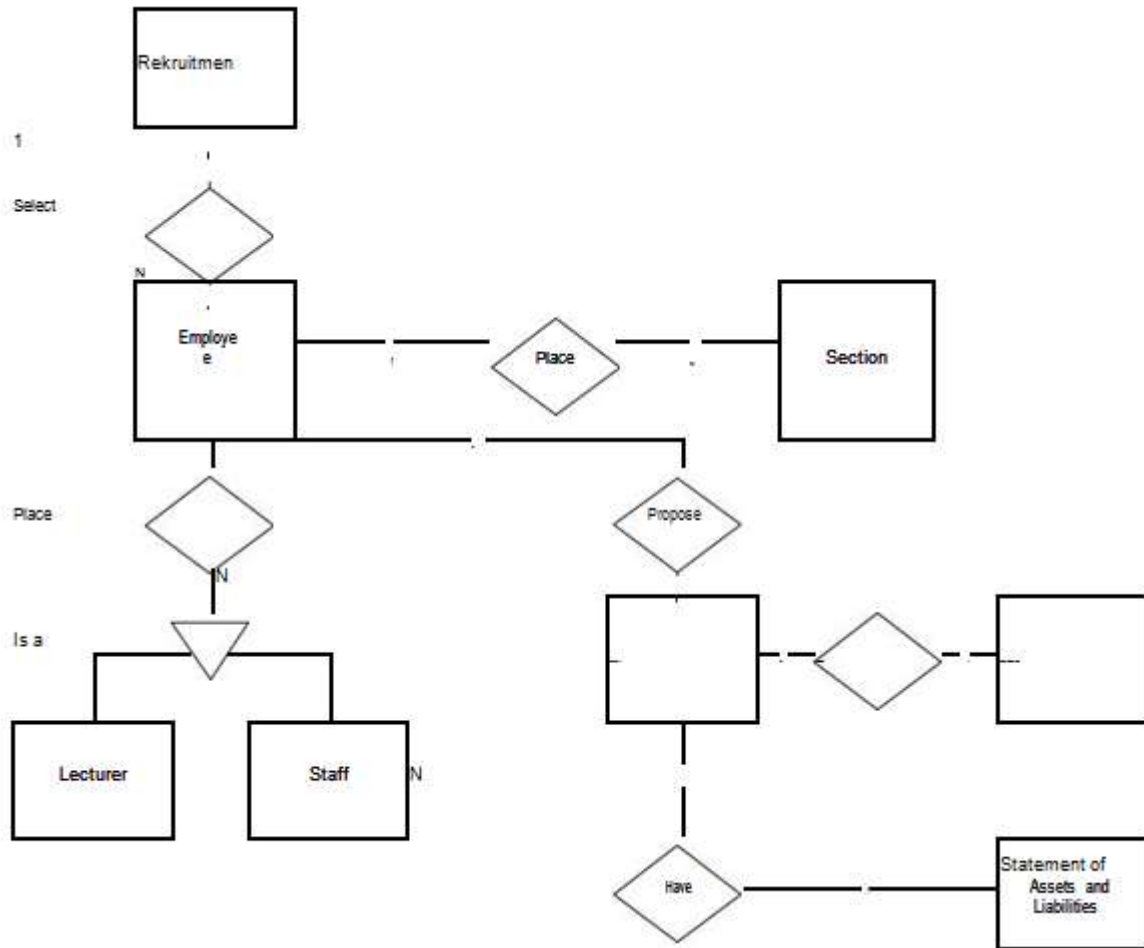 Rekruitmen
1
Select
N
Employe
e
Place
Section
Place
Propose
N
Is a
Lecturer
Staff
N
Statement of
Assets and
Liabilities
Have